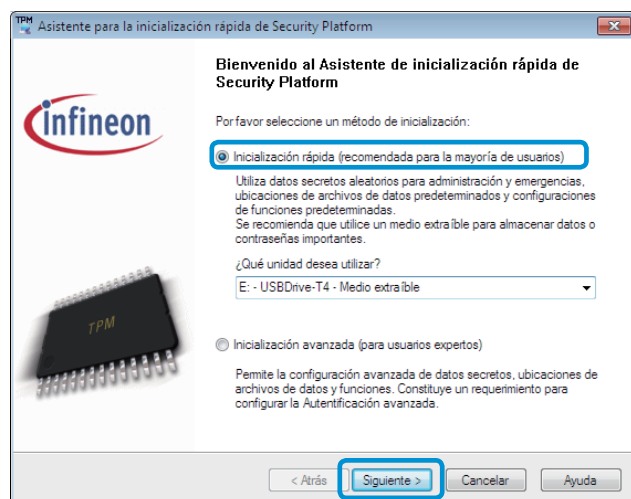 TPM
Asistente para la inicialización rápida de Security Platform
Bienvenido al Asistente de inicialización rápida de
Security Platform
Infineon
Por favor seleccione un método de inicialización:
Inicialización rápida (recomendada para la mayoría de usuarios)
Utiliza datos secretos aleatorios para administración y emergencias,
ubicaciones de archivos de datos predeterminados y configuraciones
de funciones predeterminadas.
Se recomienda que utilice un medio extraíble para almacenar datos o
contraseñas importantes.
¿Qué unidad desea utilizar?
E: - USBDrive-T4 - Medio extraíble
TPM
Inicialización avanzada (para usuarios expertos)
Permite la configuración avanzada de datos secretos, ubicaciones de
archivos de datos y funciones. Constituye un requerimiento para
configurar la Autentificación avanzada.
< Atrás
Siguiente >
Cancelar
Ayuda